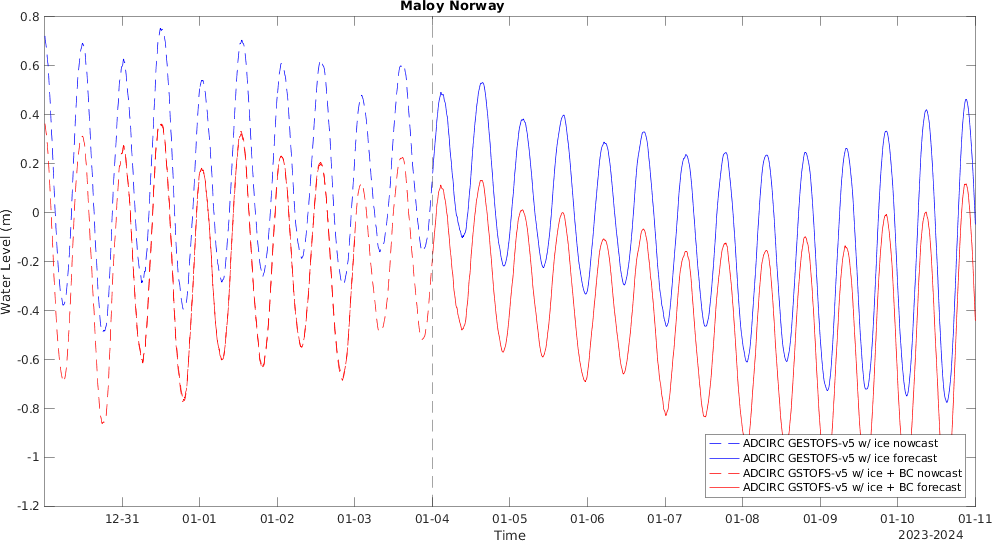 Maloy Norway
0.8
0.6
0.4
0.2
0
-0.2
-0.4
-0.6
-0.8
-1
-1.2
Water Level (m)
ADCIRC GESTOFS-v5 w/ ice nowcast
ADCIRC GESTOFS-v5 w/ ice forecast
ADCIRC GSTOFS-v5 w/ ice + BC nowcast
ADCIRC GSTOFS-v5 w/ ice + BC forecast
12-31 01-01 01-02 01-03 01-04 01-05 01-06 01-07 01-08 01-09 01-10 01-11
Time
2023-2024